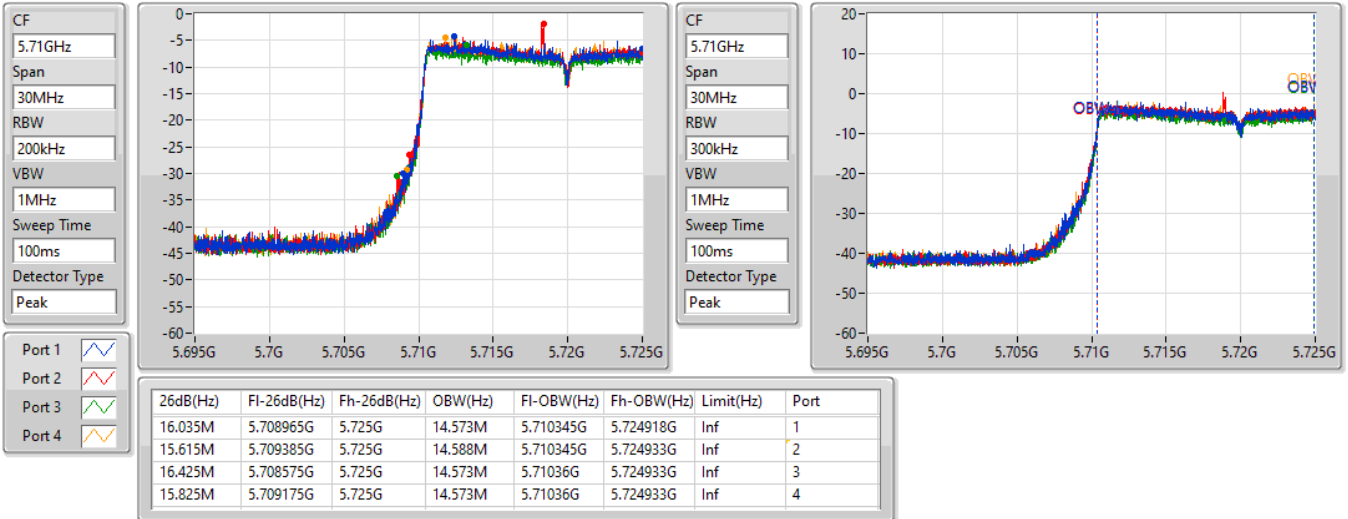 CF
5.71GHz
Span
30MHz
RBW
200kHz
VBW
1MHz
Sweep Time
100ms
Detector Type
Peak
0
-5
-10
-15
-20
-25
-30
-35
-40
-45
-50
-55
-60
5.695G 5.7G 5.705G 5.71G 5.715G 5.72G 5.725G
CF
5.71GHz
Span
30MHz
RBW
300kHz
VBW
1MHz
Sweep Time
100ms
Detector Type
Peak
20
10
0
-10
-20
-30
-40
-50
-60
OBW
OBW
OBW
5.695G 5.7G 5.705G 5.71G 5.715G 5.72G 5.725G
Port 1
Port 2
Port 3
Port 4
26dB(Hz) Fl-26dB(Hz) Fh-26dB(Hz) OBW(Hz) Fl-OBW(Hz) Fh-OBW(Hz) Limit(Hz) Port
16.035M 5.708965G 5.725G 14.573M 5.710345G 5.724918G Inf 1
15.615M 5.709385G 5.725G 14.588M 5.710345G 5.724933G Inf 2
16.425M 5.708575G 5.725G 14.573M 5.71036G 5.724933G Inf 3
15.825M 5.709175G 5.725G 14.573M 5.71036G 5.724933G Inf 4